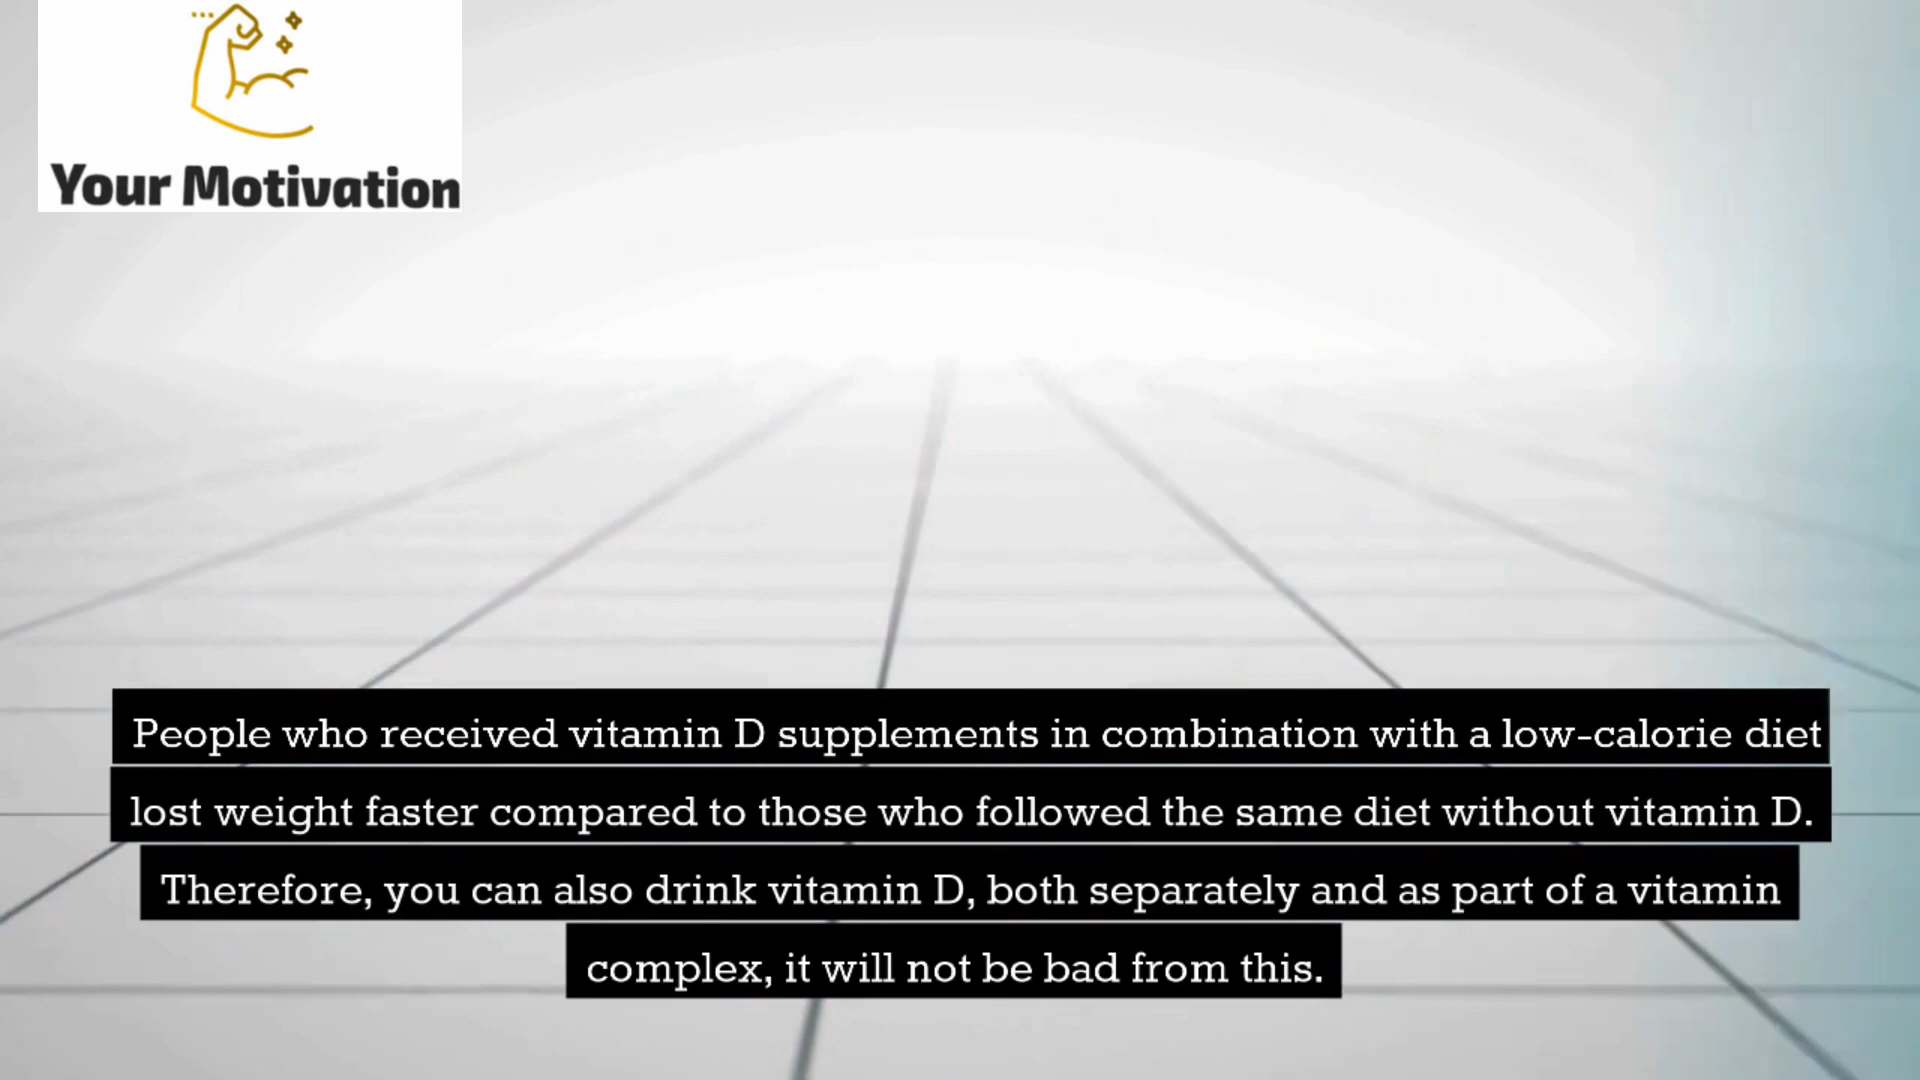 Your Motivation
People who received vitamin D supplements in combination with a low-calorie diet
lost weight faster compared to those who followed the same diet without vitamin D.
Therefore, you can also drink vitamin D, both separately and as part of a vitamin
complex, it will not be bad from this.